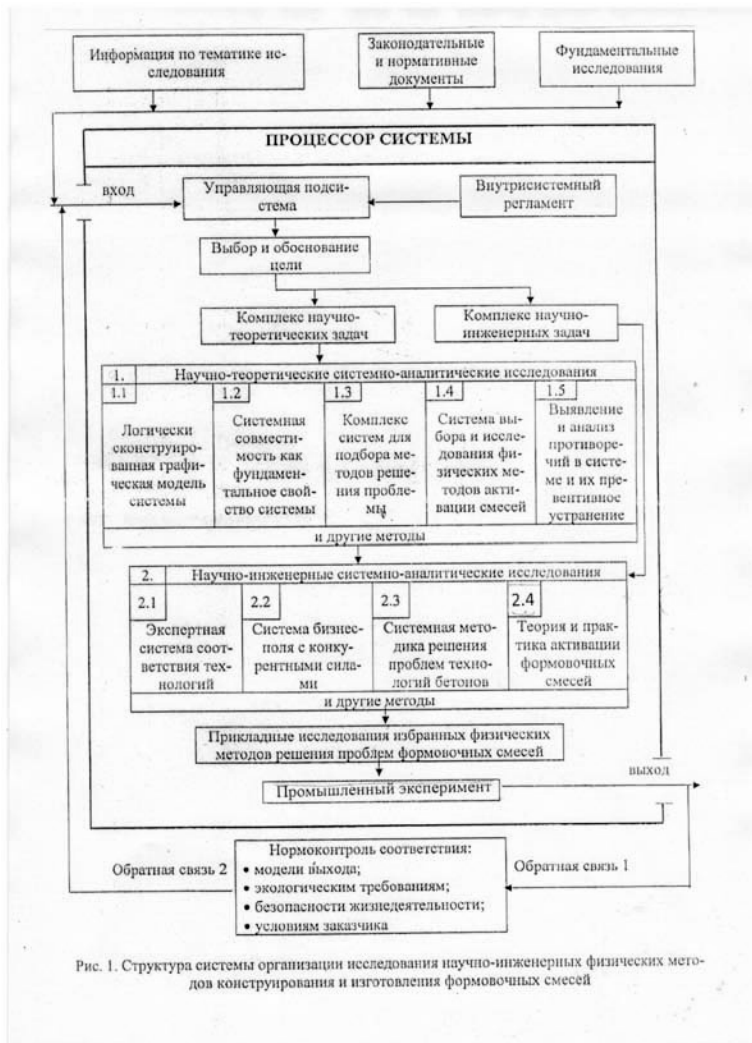 Информация по тематике ис-
следования
Законодательные
и нормативные
документы
Фундаментальные
исследования
ПРОЦЕССОР СИСТЕМЫ
вход
Управляющая подси-
стема
Внутрисистемный
регламент
Выбор и обоснование
цели
Комплекс научно-
теоретических задач
Комплекс научно-
инженерных задач
1. Научно-теоретические системно-аналитические исследования
1.1
Логически
сконструиро-
ванная графи-
ческая модель
системы
1.2
Системная
совмести-
мость как
фундамен-
тальное свой-
ство системы
1.3
Комплекс
систем для
подбора ме-
тодов реше-
ния пробле-
мы
1.4
Система вы-
бора и иссле-
дования фи-
зических ме-
тодов акти-
вации смесей
1.5
Выявление
и анализ
противоре-
чий в систе-
ме и их пре-
вентивное
устранение
и другие методы
2. Научно-инженерные системно-аналитические исследования
2.1
Экспертная
система соот-
ветствия тех-
нологий
2.2
Система бизнес-
поля с конку-
рентными сила-
ми
2.3
Системная мето-
дика решения
проблем техно-
логий бетонов
2.4
Теория и прак-
тика активации
формовочных
смесей
и другие методы
Прикладные исследования избранных физических
методов решения проблем формовочных смесей
выход
Промышленный эксперимент
Обратная связь 2
Нормоконтроль соответствия:
• модели выхода;
• экологическим требованиям;
• безопасности жизнедеятельности;
• условиям заказчика
Обратная связь 1
Рис. 1. Структура системы организации исследования научно-инженерных физических мето-
дов конструирования и изготовления формовочных смесей